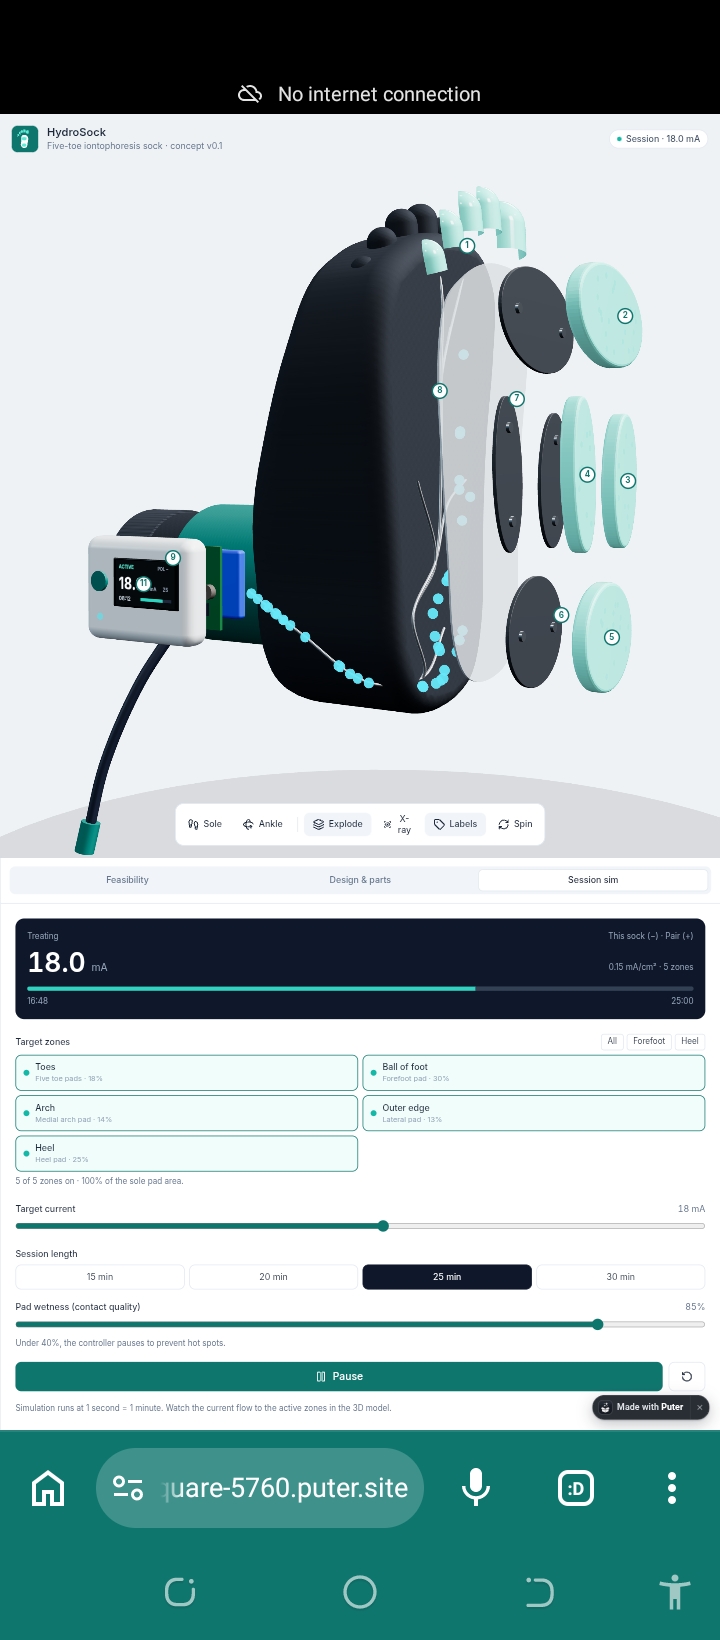 No internet connection
HydroSock
Five-toe iontophoresis sock · concept v0.1
Session · 18.0 mA
1
2
8
7
4
3
9
ACTIVE
POL -
18.
11
25
08:12
6
5
Sole
Ankle
Explode
X-
ray
Labels
Spin
Feasibility
Design & parts
Session sim
Treating
This sock (−) · Pair (+)
18.0 mA
0.15 mA/cm² · 5 zones
16:48
25:00
Target zones
All
Forefoot
Heel
Toes
Five toe pads · 18%
Ball of foot
Forefoot pad · 30%
Arch
Medial arch pad · 14%
Outer edge
Lateral pad · 13%
Heel
Heel pad · 25%
5 of 5 zones on · 100% of the sole pad area.
Target current
18 mA
Session length
15 min
20 min
25 min
30 min
Pad wetness (contact quality)
85%
Under 40%, the controller pauses to prevent hot spots.
Pause
Simulation runs at 1 second = 1 minute. Watch the current flow to the active zones in the 3D model.
Made with Puter ×
uare-5760.puter.site
:D